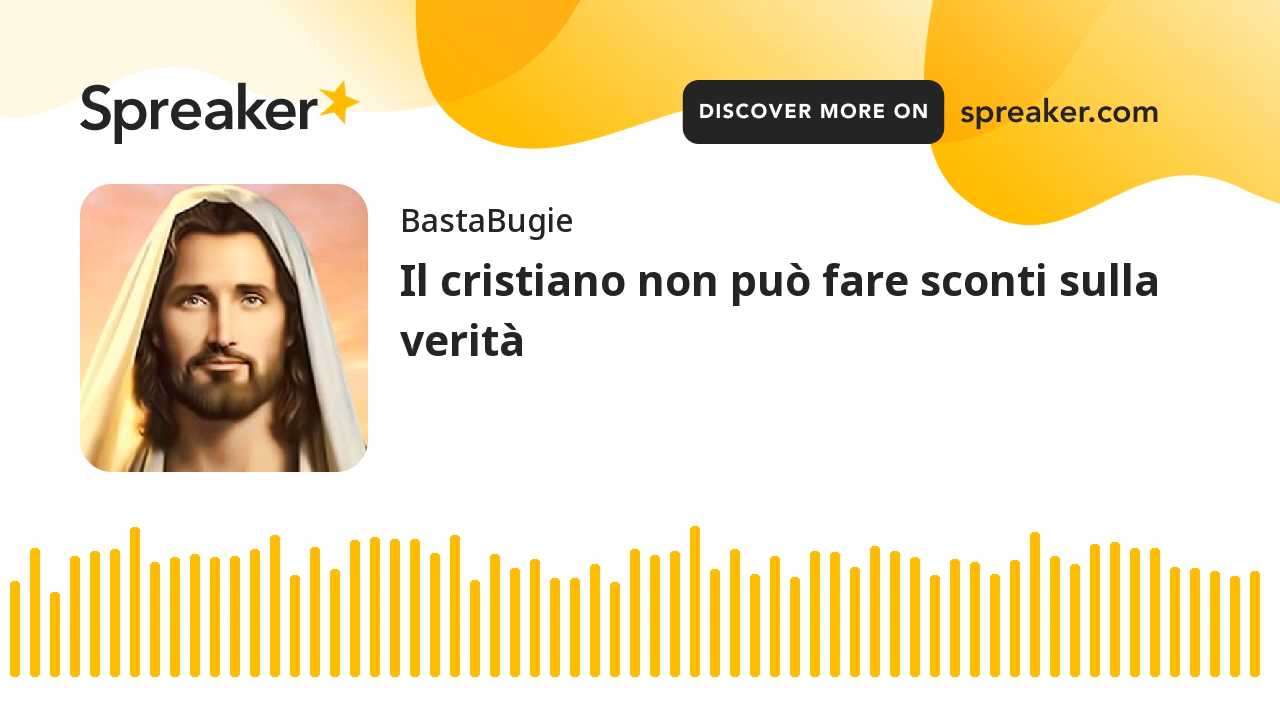 Spreaker
DISCOVER MORE ON
spreaker.com
BastaBugie
Il cristiano non può fare sconti sulla
verità